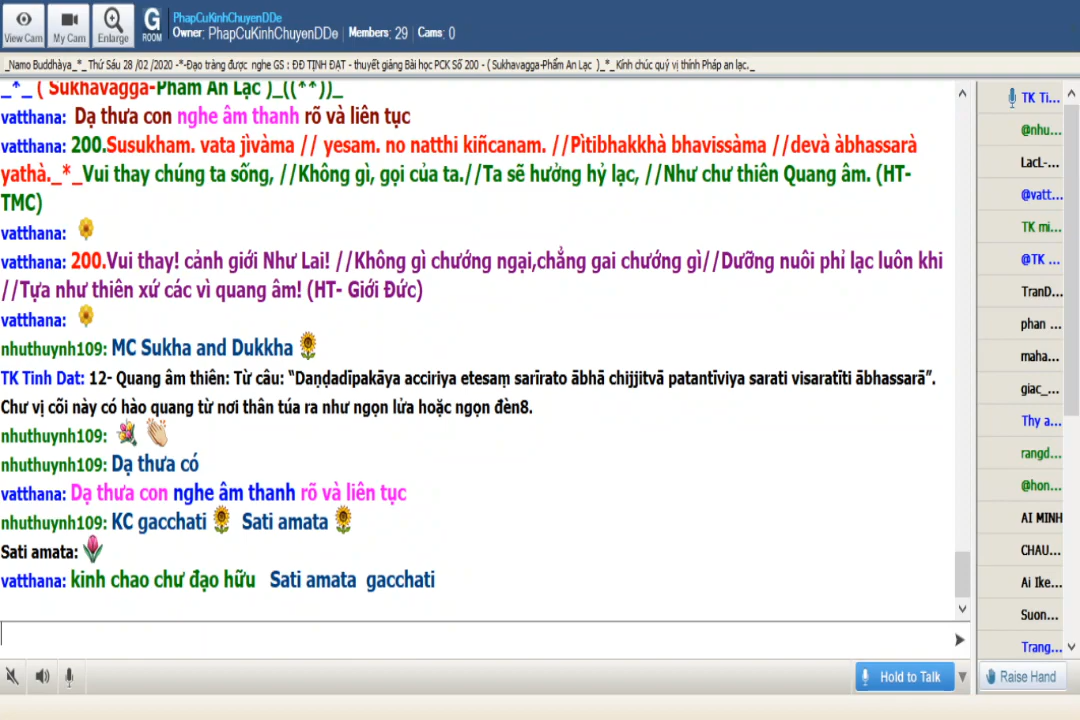 PhapCuKinhChuyenDDe
Owner: PhapCuKinhChuyenDDe | Members: 29 | Cams: 0
View Cam My Cam Enlarge G ROOM
_Namo Buddhàya_*_ Thứ Sáu 28 /02 /2020 -*-Đạo tràng được nghe GS : ĐĐ TỊNH ĐẠT - thuyết giảng Bài học PCK Số 200 - ( Sukhavagga-Phẩm An Lạc )_*_ Kính chúc quý vị thính Pháp an lạc._
_*_ ( Sukhavagga-Phẩm An Lạc )_((**))_
vatthana: Dạ thưa con nghe âm thanh rõ và liên tục
vatthana: 200.Susukham. vata jìvàma // yesam. no natthi kiñcanam. //Pìtibhakkhà bhavissàma //devà àbhassarà
yathà._*_Vui thay chúng ta sống, //Không gì, gọi của ta.//Ta sẽ hưởng hỷ lạc, //Như chư thiên Quang âm. (HT-
TMC)
vatthana:
vatthana: 200.Vui thay! cảnh giới Như Lai! //Không gì chướng ngại,chẳng gai chướng gì//Dưỡng nuôi phỉ lạc luôn khi
//Tựa như thiên xứ các vì quang âm! (HT- Giới Đức)
vatthana:
nhuthuynh109: MC Sukha and Dukkha
TK Tinh Dat: 12- Quang âm thiên: Từ câu: “Daṇḍadīpakāya acciriya etesaṃ sarīrato ābhā chijjitvā patantīviya sarati visaratīti ābhassarā”.
Chư vị cõi này có hào quang từ nơi thân túa ra như ngọn lửa hoặc ngọn đèn8.
nhuthuynh109:
nhuthuynh109: Dạ thưa có
vatthana: Dạ thưa con nghe âm thanh rõ và liên tục
nhuthuynh109: KC gacchati Sati amata
Sati amata:
vatthana: kinh chao chư đạo hữu Sati amata gacchati
TK Ti...
@nhu...
LacL-...
@vatt...
TK mi...
@TK ...
TranD...
phan ...
maha...
giac_...
Thy a...
rangd...
@hon...
AI MINH
CHAU...
Ai Ike...
Suon...
Trang...
Hold to Talk
Raise Hand